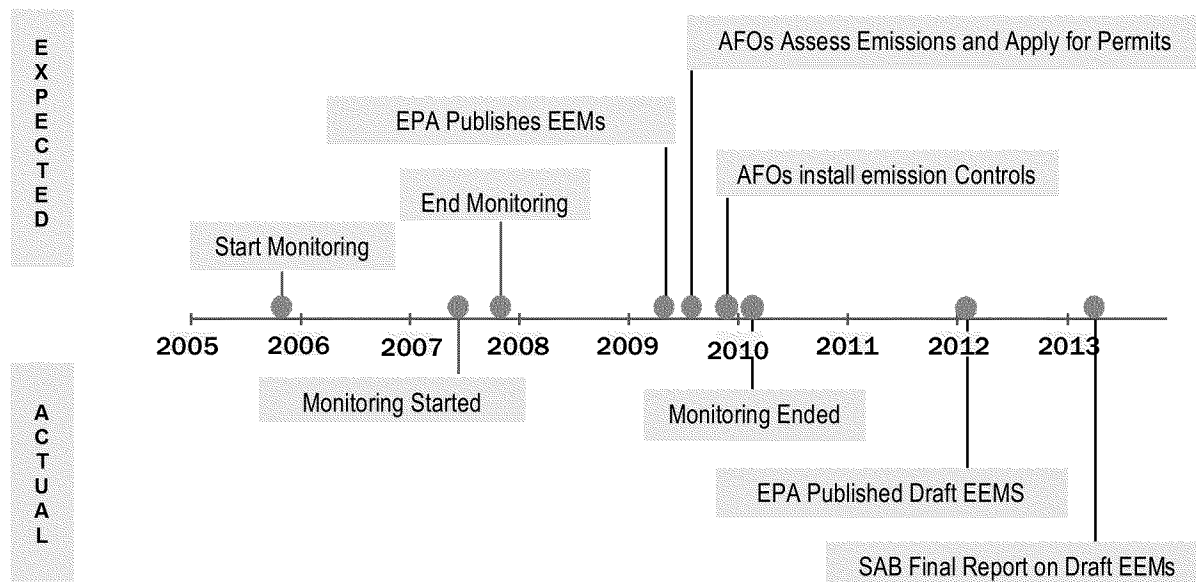 EXPECTED
AFOs Assess Emissions and Apply for Permits
EPA Publishes EEMs
AFOs install emission Controls
End Monitoring
Start Monitoring
2005 2006 2007 2008 2009 2010 2011 2012 2013
ACTUAL
Monitoring Started
Monitoring Ended
EPA Published Draft EEMS
SAB Final Report on Draft EEMs